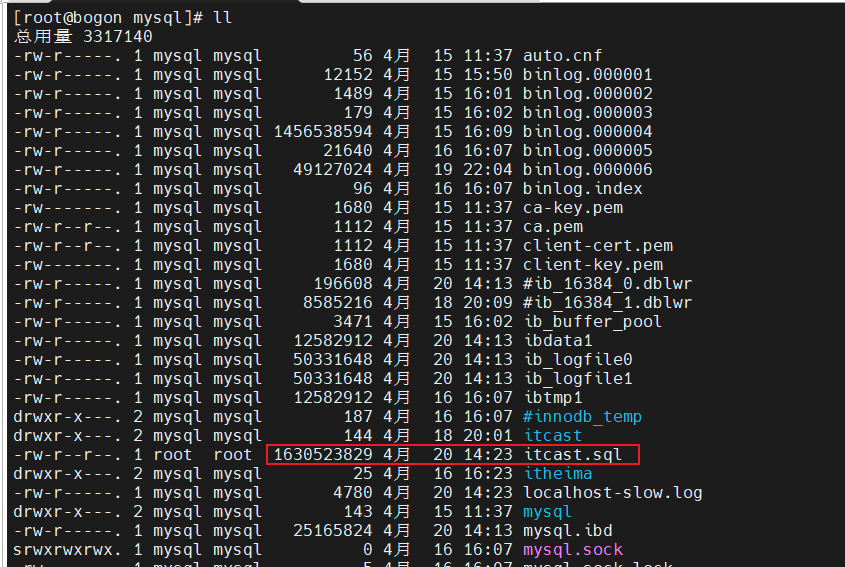 [root@bogon mysql]# ll
总用量 3317140
-rw-r-----. 1 mysql mysql         56 4月  15 11:37 auto.cnf
-rw-r-----. 1 mysql mysql      12152 4月  15 15:50 binlog.000001
-rw-r-----. 1 mysql mysql       1489 4月  15 16:01 binlog.000002
-rw-r-----. 1 mysql mysql        179 4月  15 16:02 binlog.000003
-rw-r-----. 1 mysql mysql 1456538594 4月  15 16:09 binlog.000004
-rw-r-----. 1 mysql mysql      21640 4月  16 16:07 binlog.000005
-rw-r-----. 1 mysql mysql   49127024 4月  19 22:04 binlog.000006
-rw-r-----. 1 mysql mysql         96 4月  16 16:07 binlog.index
-rw-------. 1 mysql mysql       1680 4月  15 11:37 ca-key.pem
-rw-r--r--. 1 mysql mysql       1112 4月  15 11:37 ca.pem
-rw-r--r--. 1 mysql mysql       1112 4月  15 11:37 client-cert.pem
-rw-------. 1 mysql mysql       1680 4月  15 11:37 client-key.pem
-rw-r-----. 1 mysql mysql     196608 4月  20 14:13 #ib_16384_0.dblwr
-rw-r-----. 1 mysql mysql    8585216 4月  18 20:09 #ib_16384_1.dblwr
-rw-r-----. 1 mysql mysql       3471 4月  15 16:02 ib_buffer_pool
-rw-r-----. 1 mysql mysql   12582912 4月  20 14:13 ibdata1
-rw-r-----. 1 mysql mysql   50331648 4月  20 14:13 ib_logfile0
-rw-r-----. 1 mysql mysql   50331648 4月  20 14:13 ib_logfile1
-rw-r-----. 1 mysql mysql   12582912 4月  16 16:07 ibtmp1
drwxr-x---. 2 mysql mysql        187 4月  16 16:07 #innodb_temp
drwxr-x---. 2 mysql mysql        144 4月  18 20:01 itcast
-rw-r--r--. 1 root  root  1630523829 4月  20 14:23 itcast.sql
drwxr-x---. 2 mysql mysql         25 4月  16 16:23 itheima
-rw-r-----. 1 mysql mysql       4780 4月  20 14:23 localhost-slow.log
drwxr-x---. 2 mysql mysql        143 4月  15 11:37 mysql
-rw-r-----. 1 mysql mysql   25165824 4月  20 14:13 mysql.ibd
srwxrwxrwx. 1 mysql mysql          0 4月  16 16:07 mysql.sock